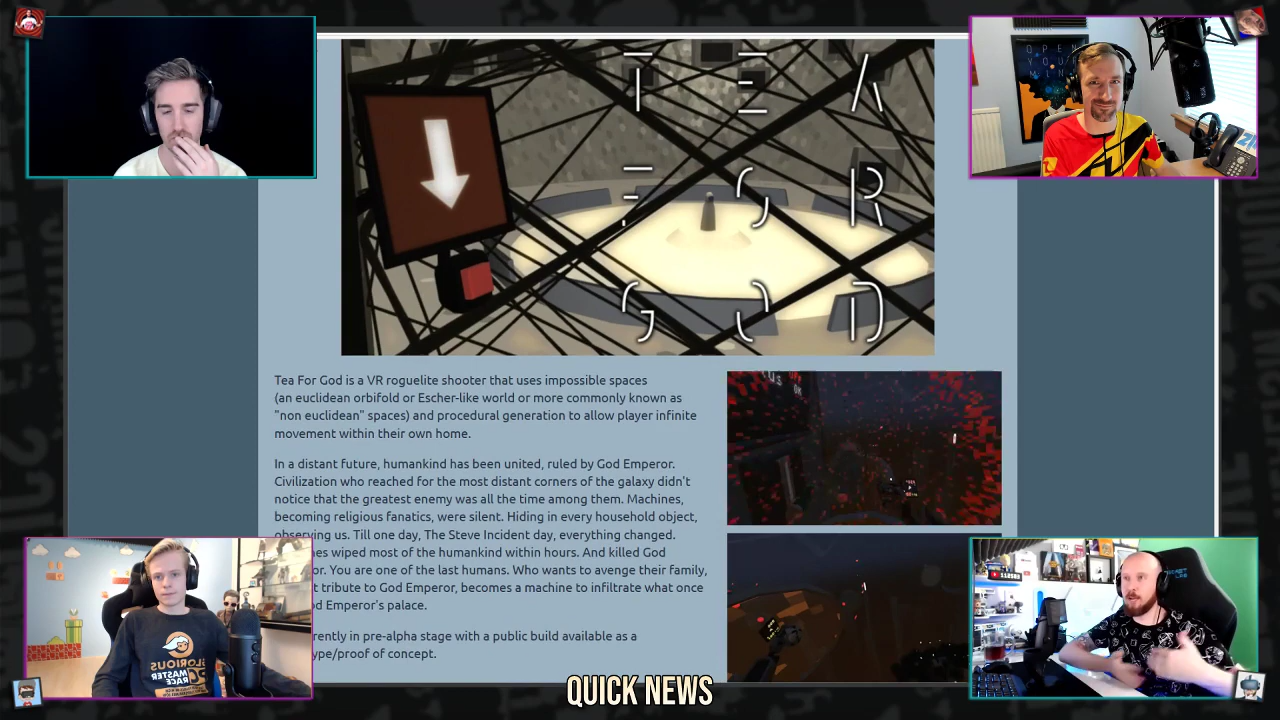 TEA
FOR
GOD
OPEN
YOUR
MIND
Tea For God is a VR roguelite shooter that uses impossible spaces
(an euclidean orbifold or Escher-like world or more commonly known as
"non euclidean" spaces) and procedural generation to allow player infinite
movement within their own home.
In a distant future, humankind has been united, ruled by God Emperor.
Civilization who reached for the most distant corners of the galaxy didn't
notice that the greatest enemy was all the time among them. Machines,
becoming religious fanatics, were silent. Hiding in every household object,
observing us. Till one day, The Steve Incident day, everything changed.
wiped most of the humankind within hours. And killed God
You are one of the last humans. Who wants to avenge their family,
tribute to God Emperor, becomes a machine to infiltrate what once
Emperor's palace.
in pre-alpha stage with a public build available as a
of concept.
GLORIOUS
PC
MASTER
RACE
QUICK NEWS